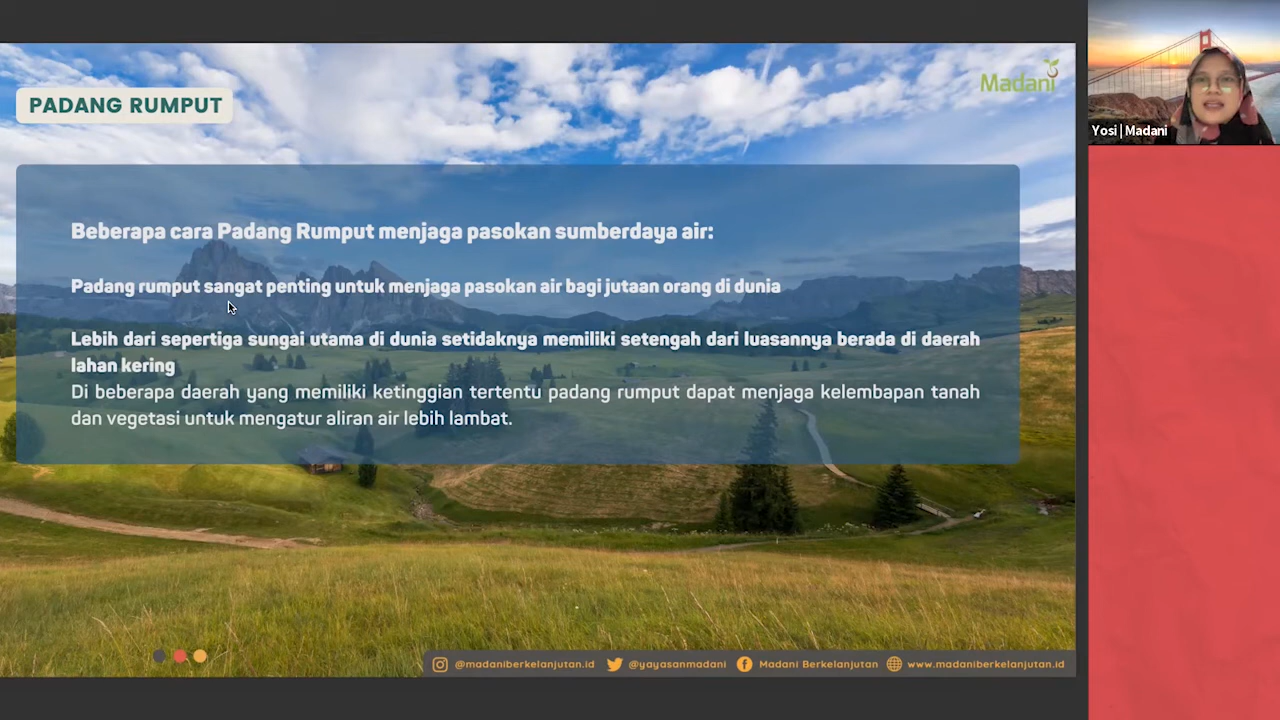 PADANG RUMPUT
Madani
Beberapa cara Padang Rumput menjaga pasokan sumberdaya air:
Padang rumput sangat penting untuk menjaga pasokan air bagi jutaan orang di dunia
Lebih dari sepertiga sungai utama di dunia setidaknya memiliki setengah dari luasannya berada di daerah
lahan kering
Di beberapa daerah yang memiliki ketinggian tertentu padang rumput dapat menjaga kelembapan tanah
dan vegetasi untuk mengatur aliran air lebih lambat.
@madaniberkelanjutan.id @yayasanmadani Madani Berkelanjutan www.madaniberkelanjutan.id
Yosi | Madani